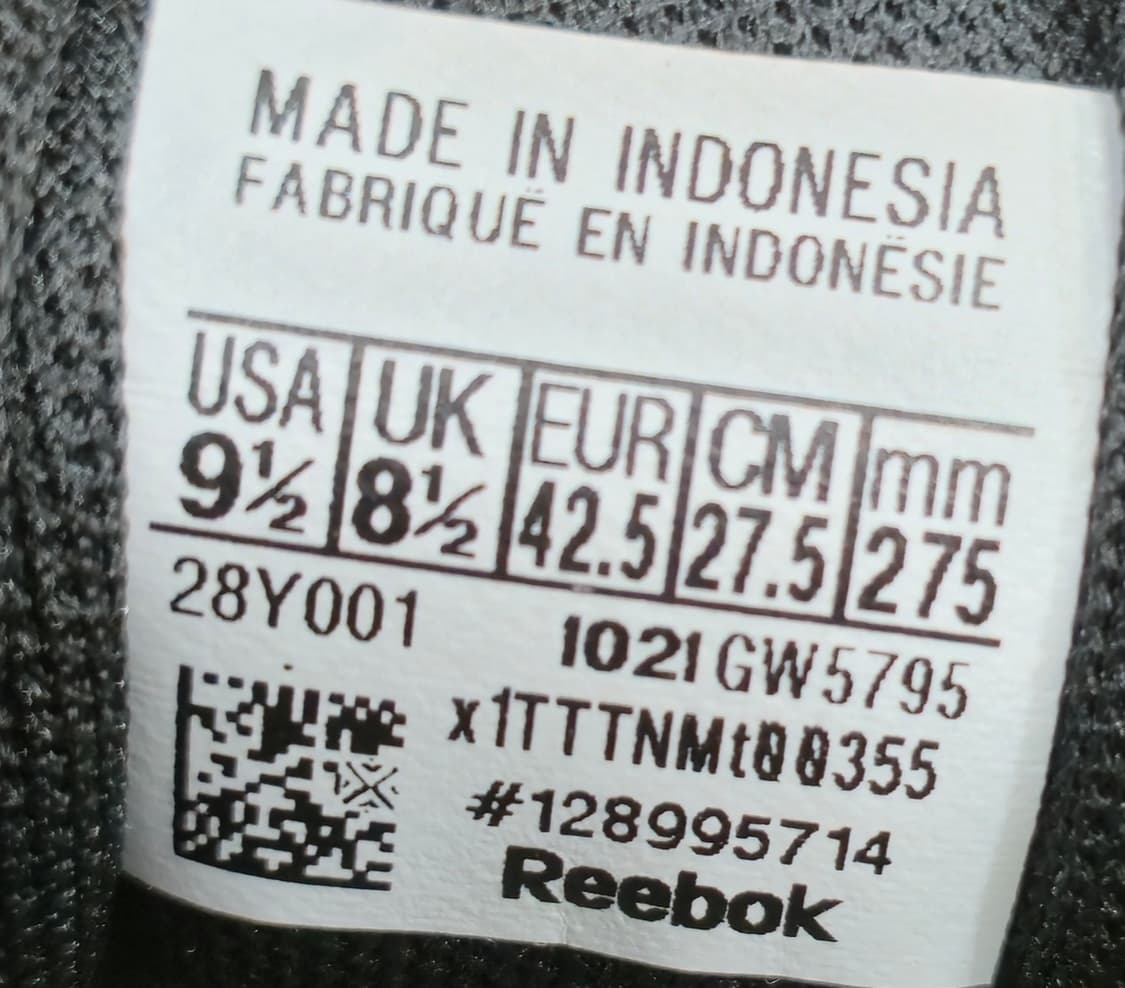 MADE IN INDONESIA
FABRIQUË EN INDONËSIE
USA UK EUR CM mm
9½ 8½ 42.5 27.5 275
28Y001
1021 GW5795
x1TTTNMt00355
#128995714
Reebok